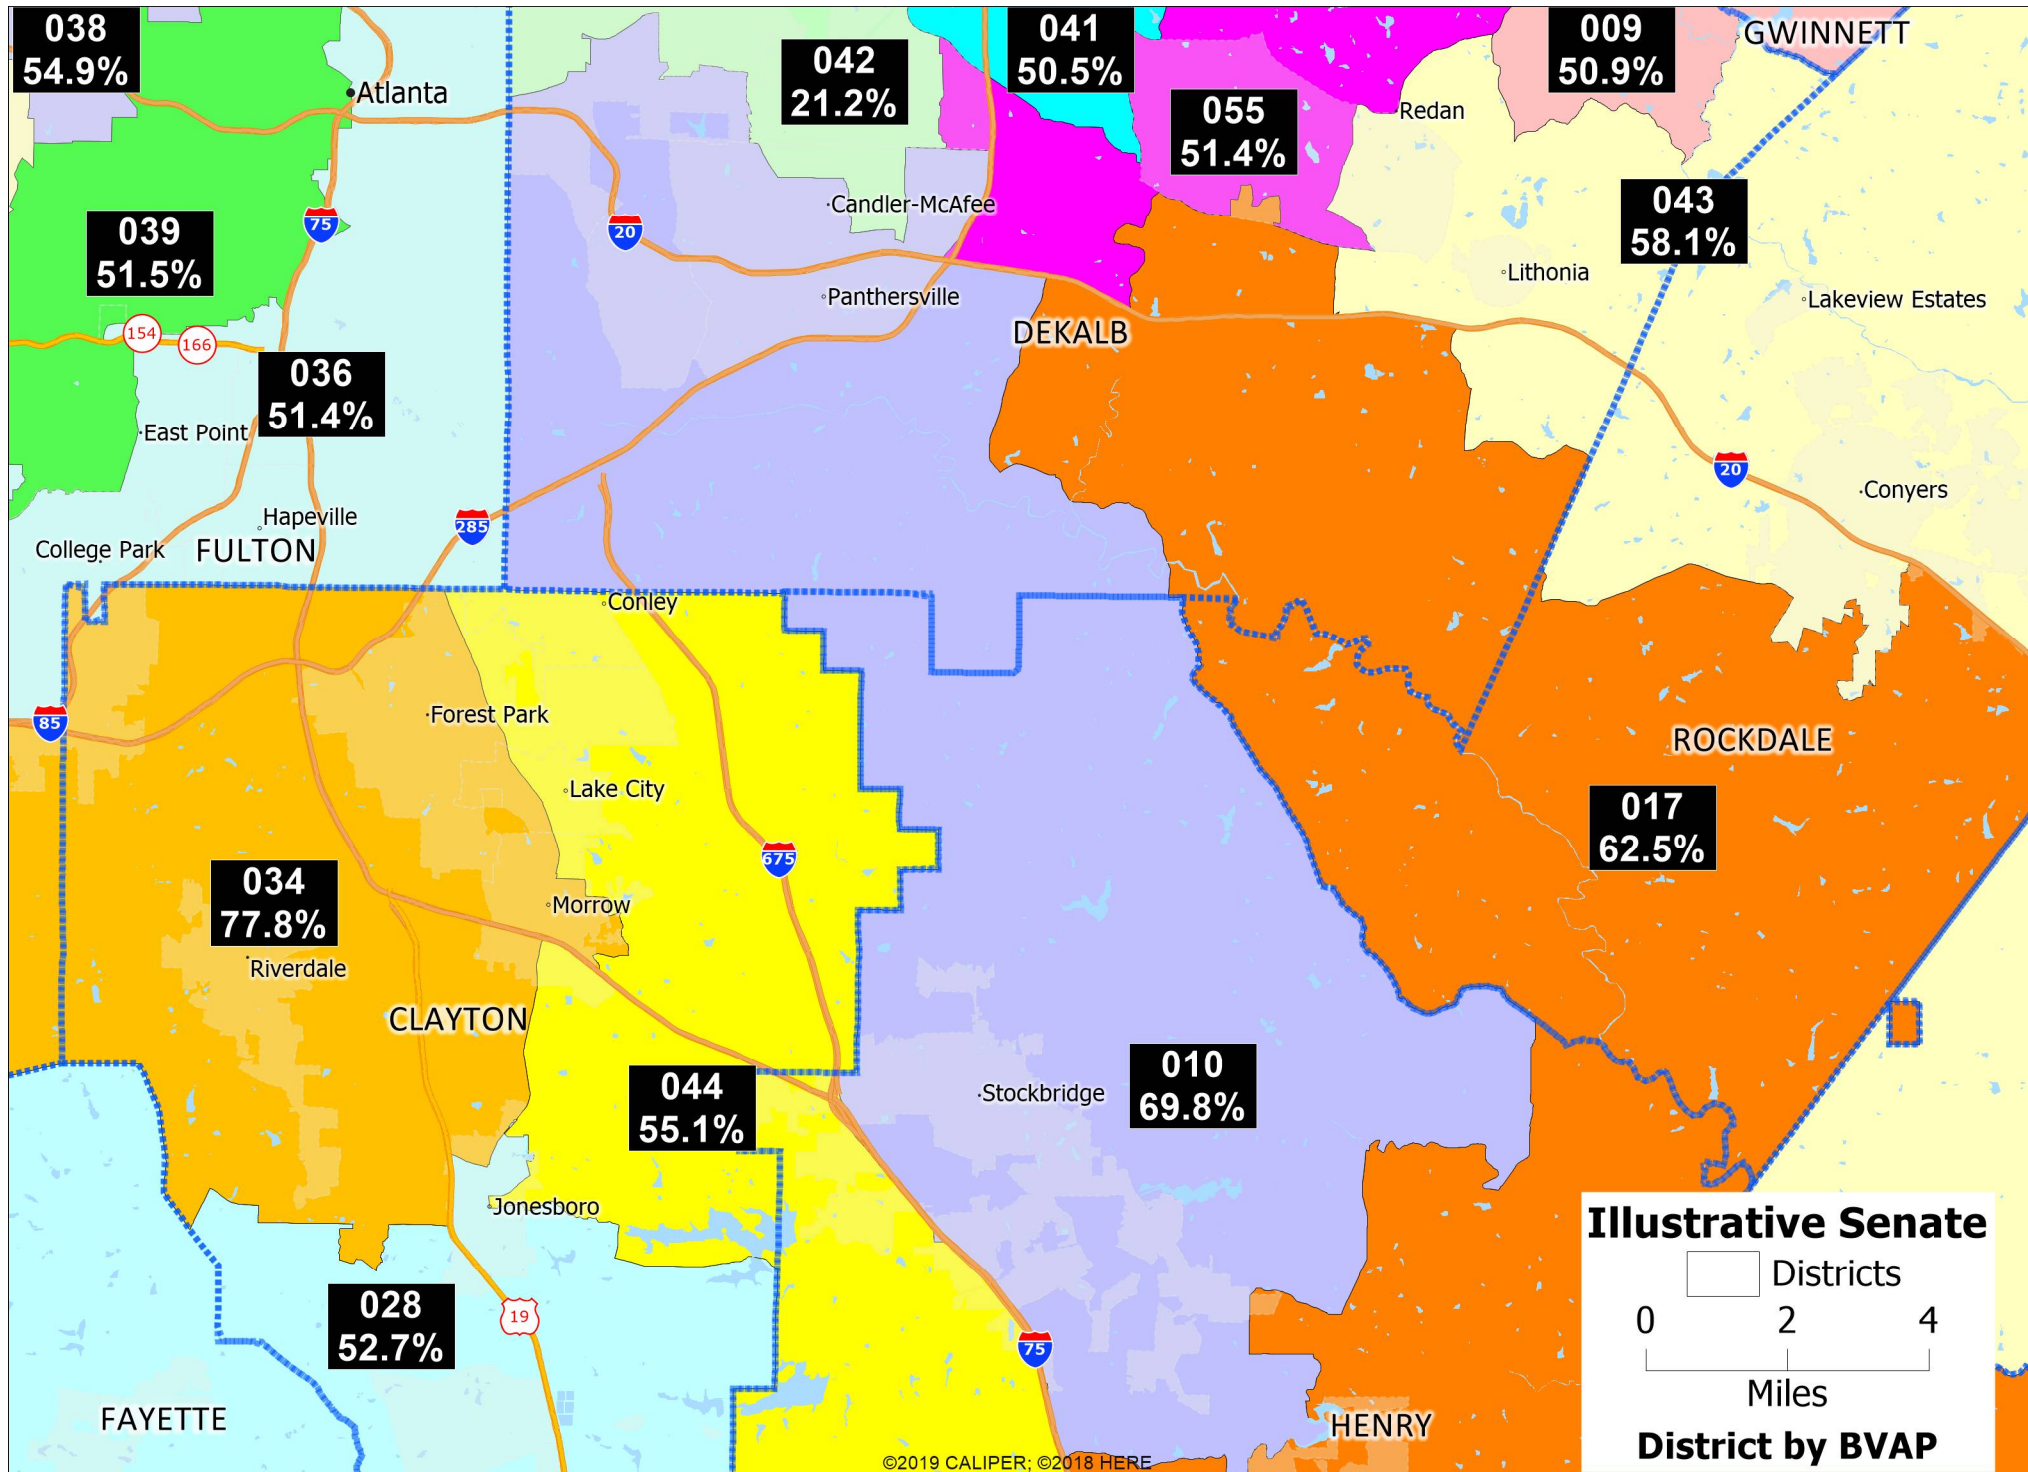 038
54.9%
041
50.5%
009
50.9%
GWINNETT
042
21.2%
Atlanta
055
51.4%
Redan
Candler-McAfee
043
58.1%
039
51.5%
75
20
Lithonia
Panthersville
Lakeview Estates
DEKALB
154
166
036
51.4%
East Point
20
Conyers
Hapeville
285
College Park
FULTON
Conley
Forest Park
85
ROCKDALE
Lake City
017
62.5%
675
034
77.8%
Morrow
Riverdale
CLAYTON
044
55.1%
Stockbridge
010
69.8%
Jonesboro
028
52.7%
19
75
FAYETTE
HENRY
Illustrative Senate
Districts
0 2 4
Miles
District by BVAP
©2019 CALIPER; ©2018 HERE